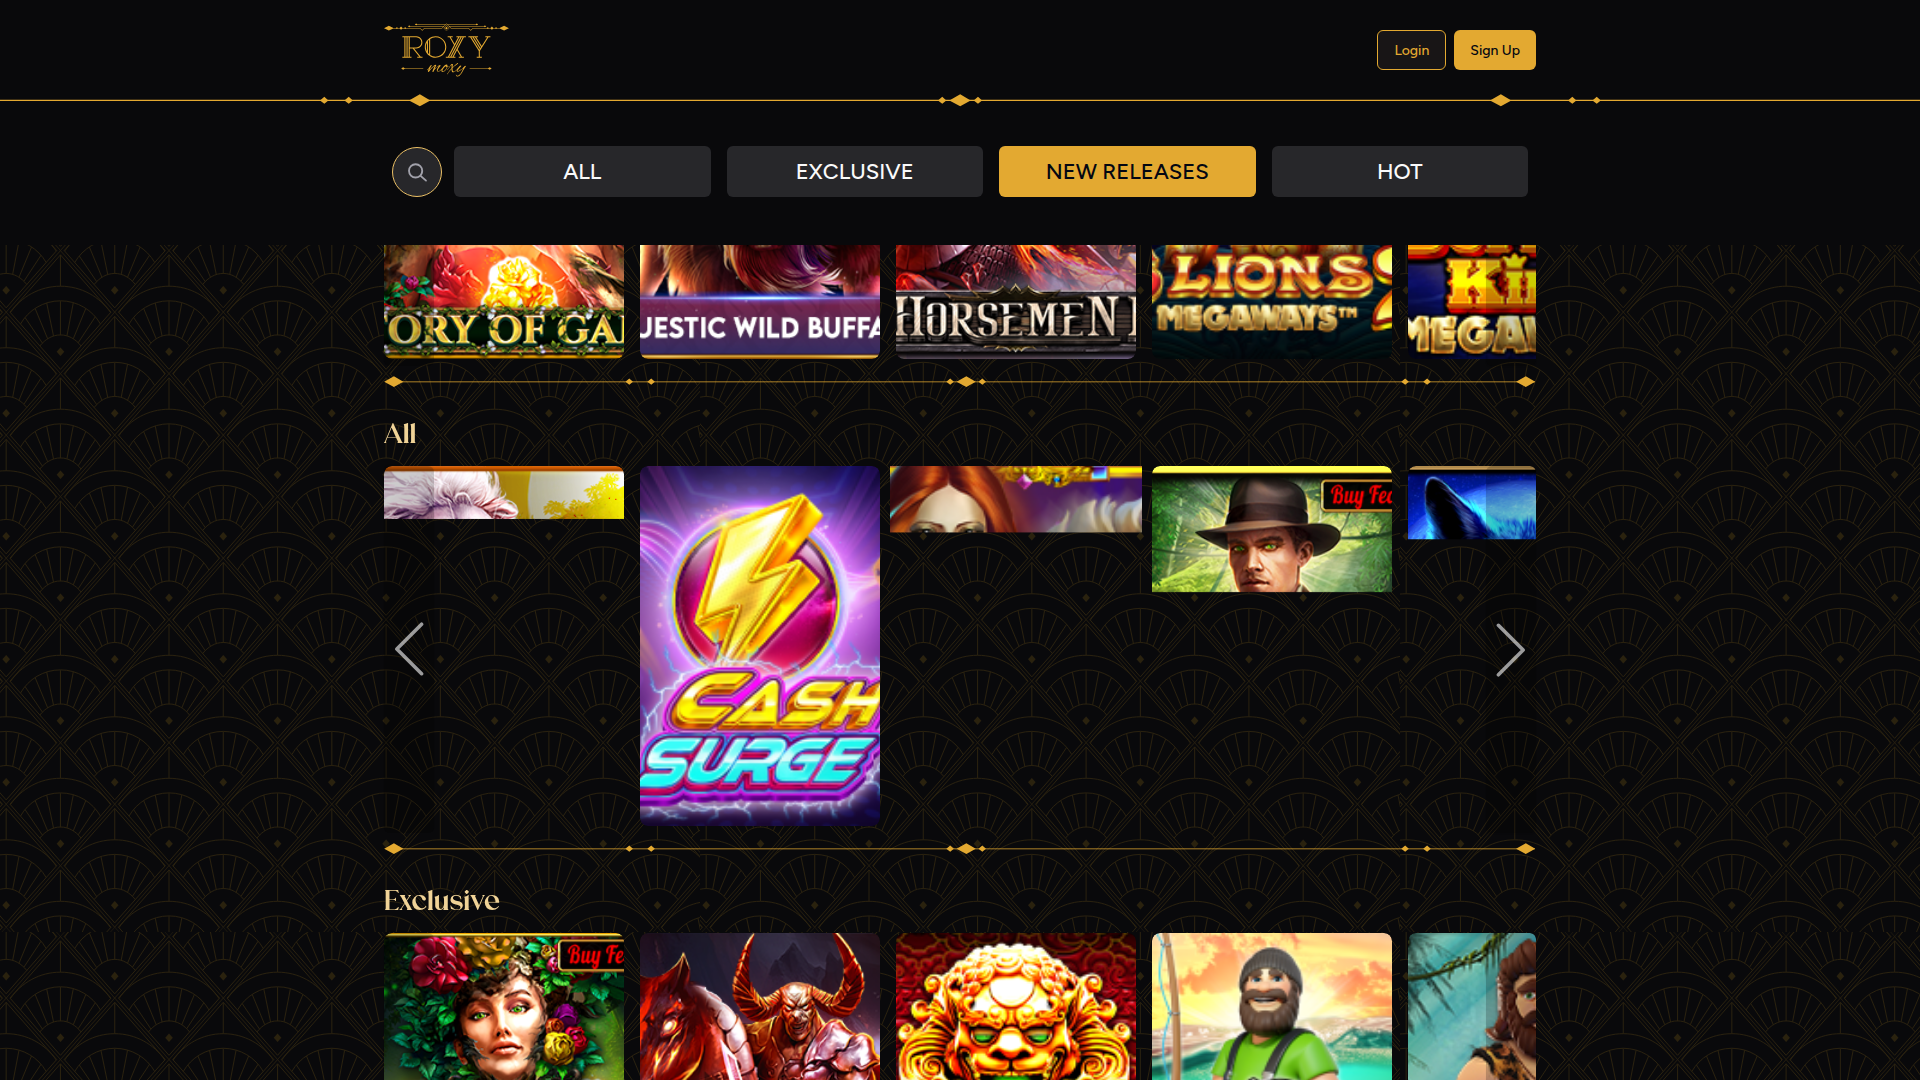 ROXY
moxy
Login
Sign Up
ALL
EXCLUSIVE
NEW RELEASES
HOT
ORY OF GA
JESTIC WILD BUFFA
HORSEMEN
LIONS
MEGAWAYS™
KI
MEGA
All
Buy Fea
CASH
SURGE
Exclusive
Buy Fe